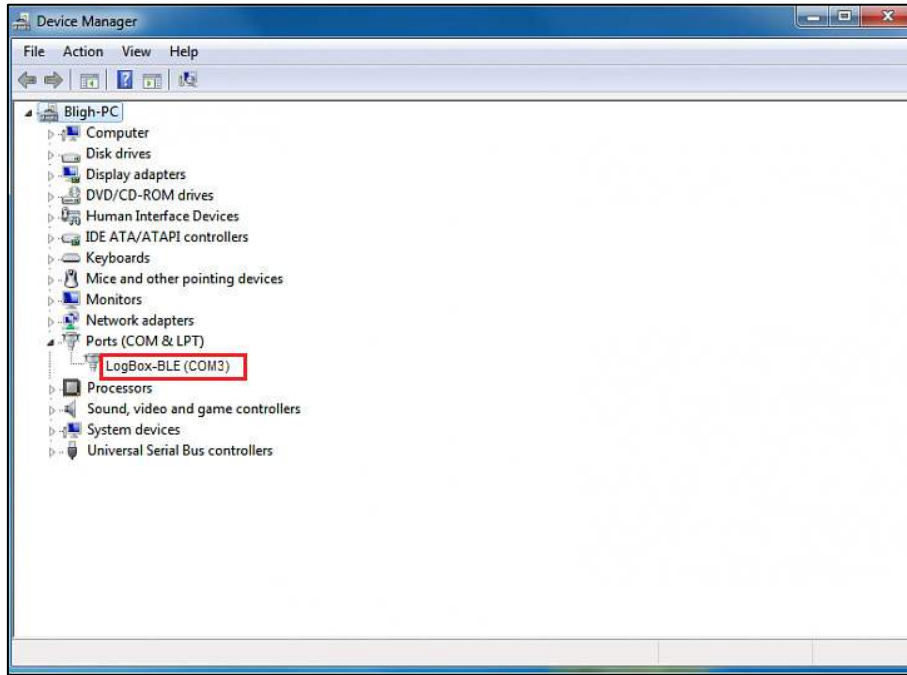 Device Manager
File Action View Help
Bligh-PC
Computer
Disk drives
Display adapters
DVD/CD-ROM drives
Human Interface Devices
IDE ATA/ATAPI controllers
Keyboards
Mice and other pointing devices
Monitors
Network adapters
Ports (COM & LPT)
LogBox-BLE (COM3)
Processors
Sound, video and game controllers
System devices
Universal Serial Bus controllers